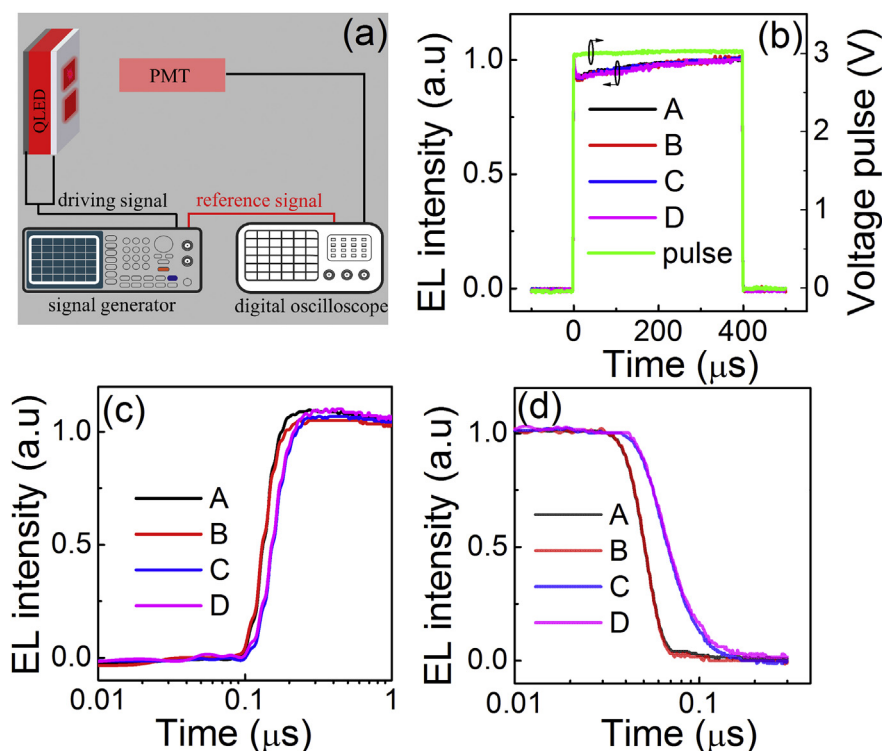 (a)
QLED
PMT
driving signal
reference signal
signal generator
digital oscilloscope
(b)
EL intensity (a.u)
1.0
0.5
0.0
A
B
C
D
pulse
3
2
1
0
Voltage pulse (V)
0 200 400
Time (μs)
(c)
EL intensity (a.u)
1.0
0.5
0.0
A
B
C
D
0.01 0.1 1
Time (μs)
(d)
EL intensity (a.u)
1.0
0.5
0.0
A
B
C
D
0.01 0.1
Time (μs)